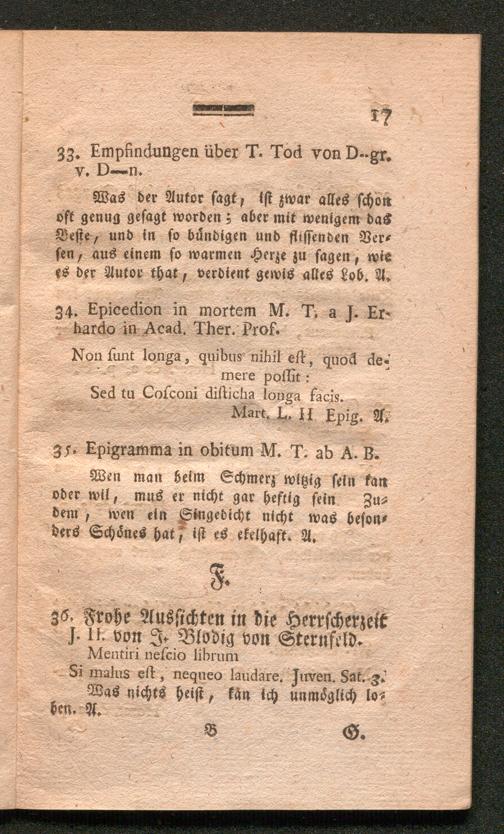 17
33. Empfindungen über T. Tod von D--gr.
v. D—n.
Was der Autor sagt, ist zwar alles schon
oft genug gesagt worden; aber mit wenigem das
Beste, und in so bündigen und flissenden Ver-
sen, aus einem so warmen Herze zu sagen, wie
es der Autor that, verdient gewis alles Lob. A.
34. Epicedion in mortem M. T. a J. Er-
hardo in Acad. Ther. Prof.
Non sunt longa, quibus nihil est, quod de-
mere possit:
Sed tu Cosconi disticha longa facis.
Mart. L. II Epig. A.
35. Epigramma in obitum M. T. ab A. B.
Wen man beim Schmerz witzig sein kan
oder wil, mus er nicht gar heftig sein Zu-
dem, wen ein Singedicht nicht was beson-
ders Schönes hat, ist es ekelhaft. A.
F.
36. Frohe Aussichten in die Herrscherzeit
J. II. von J. Blodig von Sternfeld.
Mentiri nescio librum
Si malus est, nequeo laudare. Juven. Sat. 3.
Was nichts heist, kan ich unmöglich lo-
ben. A.
B G.